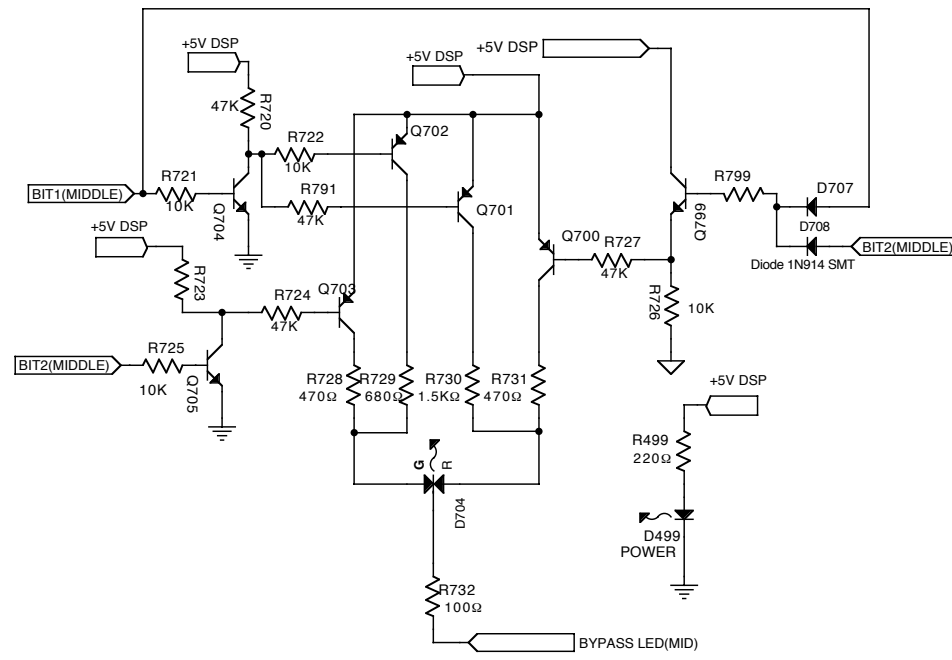 +5V DSP
+5V DSP
+5V DSP
R720
47K
Q702
R722
10K
R721
10K
BIT1(MIDDLE)
Q704
R791
47K
Q701
R799
Q699
D707
D708
BIT2(MIDDLE)
Diode 1N914 SMT
+5V DSP
R723
Q700
R727
47K
R726
10K
R724
47K
Q703
BIT2(MIDDLE)
R725
10K
Q705
R728
470Ω
R729
680Ω
R730
1.5KΩ
R731
470Ω
+5V DSP
R499
220Ω
G
R
D704
D499
POWER
R732
100Ω
BYPASS LED(MID)